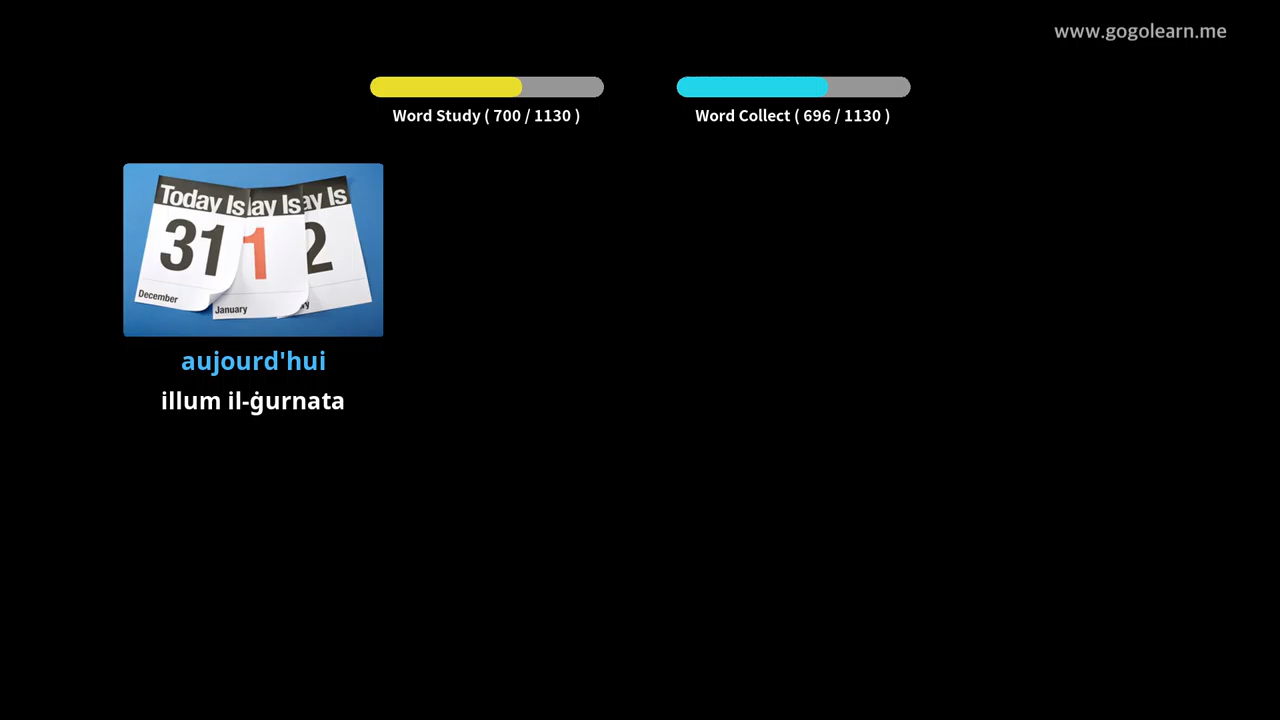 www.gogolearn.me
Word Study ( 700 / 1130 )
Word Collect ( 696 / 1130 )
Today Is ay Is ay Is
31 1 2
December
January
ry
aujourd'hui
illum il-ġurnata